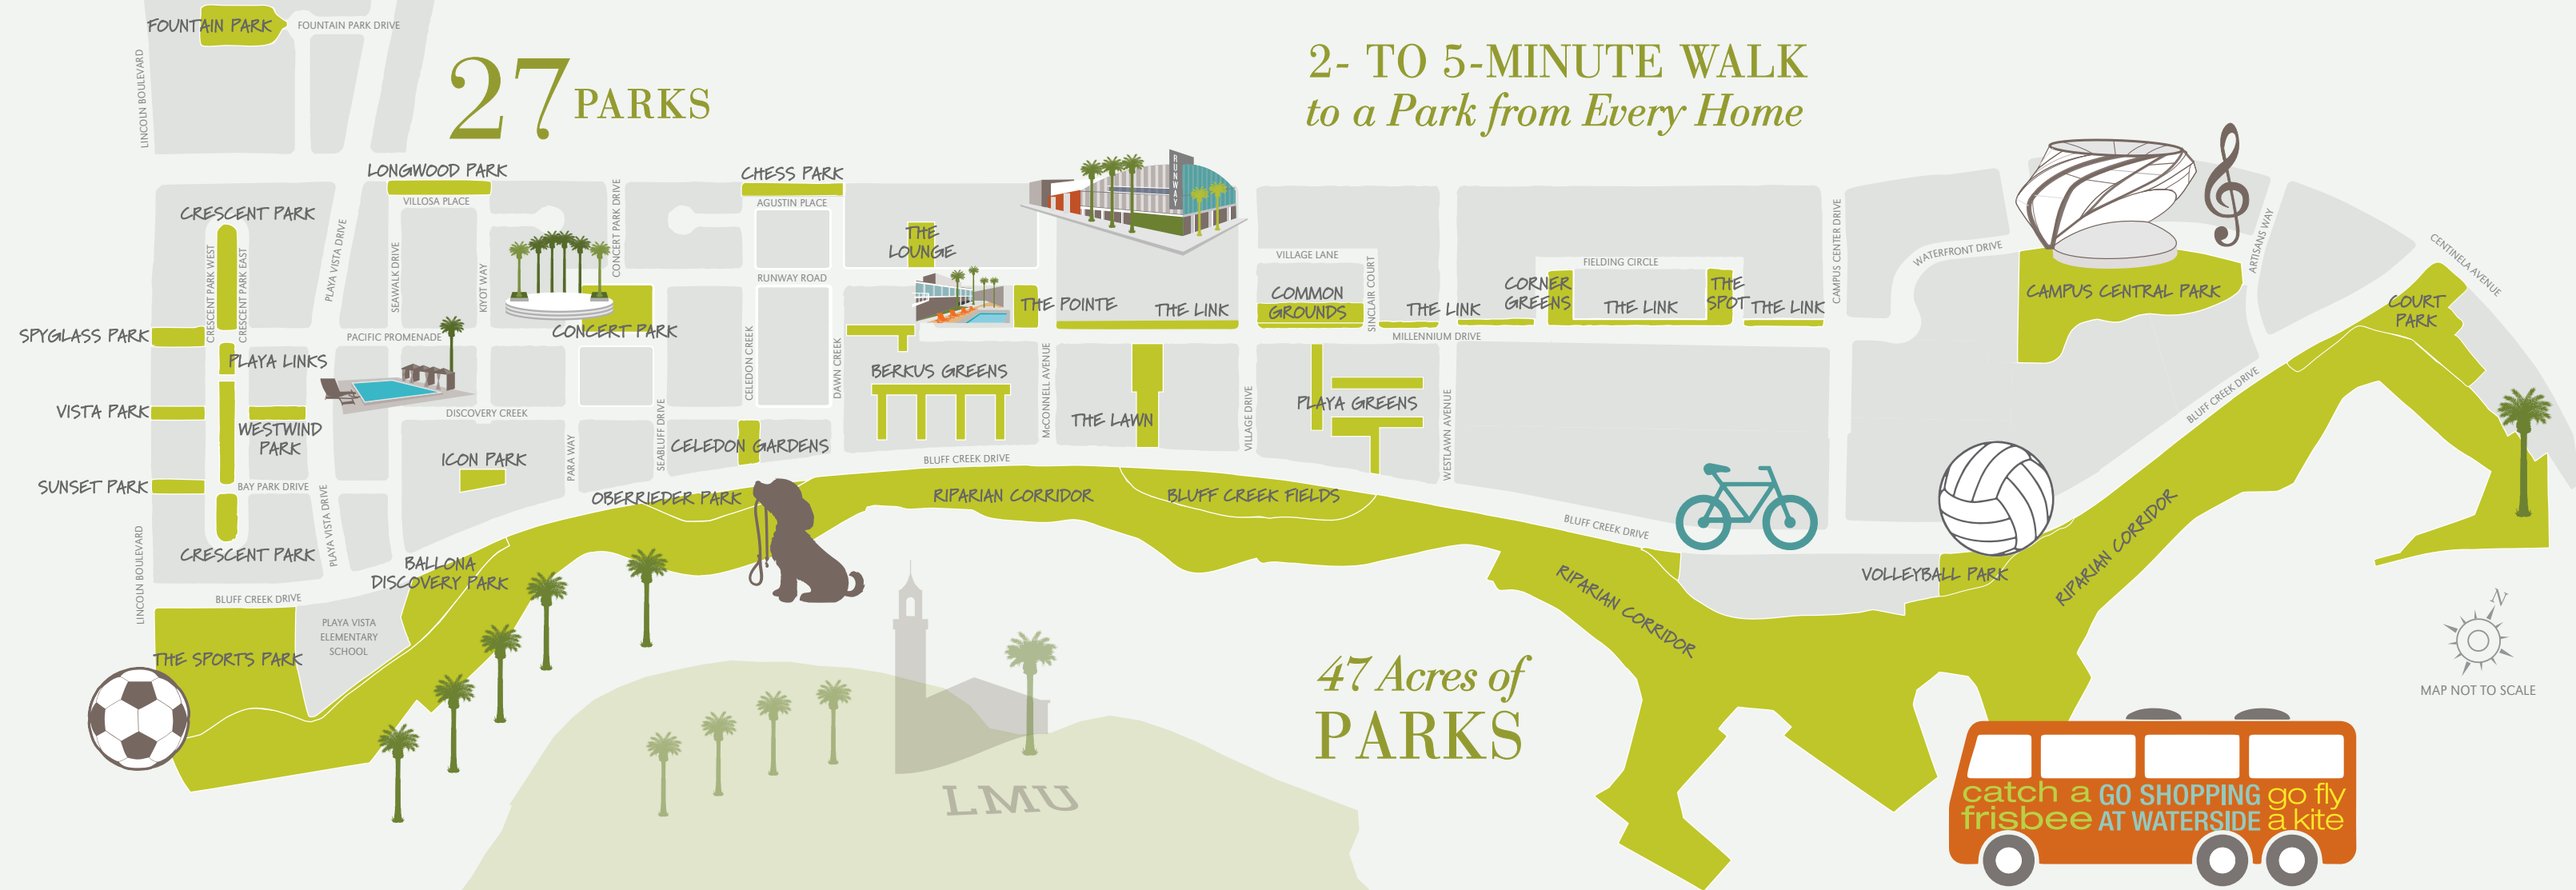 FOUNTAIN PARK
FOUNTAIN PARK DRIVE
LINCOLN BOULEVARD
27 PARKS
2- TO 5-MINUTE WALK
to a Park from Every Home
LONGWOOD PARK
VILLOSA PLACE
CHESS PARK
AGUSTIN PLACE
RUNWAY
CRESCENT PARK
CRESCENT PARK WEST
CRESCENT PARK EAST
PLAYA VISTA DRIVE
SEAWALK DRIVE
KIYOT WAY
CONCERT PARK DRIVE
THE
LOUNGE
RUNWAY ROAD
VILLAGE LANE
SINCLAIR COURT
FIELDING CIRCLE
CAMPUS CENTER DRIVE
WATERFRONT DRIVE
ARTISANS WAY
CENTINELA AVENUE
SPYGLASS PARK
PACIFIC PROMENADE
CONCERT PARK
THE POINTE
THE LINK
COMMON
GROUNDS
THE LINK
CORNER
GREENS
THE LINK
THE
SPOT
THE LINK
CAMPUS CENTRAL PARK
COURT
PARK
MILLENNIUM DRIVE
PLAYA LINKS
CELEDON CREEK
DAWN CREEK
BERKUS GREENS
McCONNELL AVENUE
BLUFF CREEK DRIVE
VISTA PARK
WESTWIND
PARK
DISCOVERY CREEK
THE LAWN
VILLAGE DRIVE
PLAYA GREENS
WESTLAWN AVENUE
ICON PARK
PARA WAY
SEABLUFF DRIVE
CELEDON GARDENS
BLUFF CREEK DRIVE
SUNSET PARK
BAY PARK DRIVE
PLAYA VISTA DRIVE
OBERRIEDER PARK
RIPARIAN CORRIDOR
BLUFF CREEK FIELDS
BLUFF CREEK DRIVE
CRESCENT PARK
LINCOLN BOULEVARD
BALLONA
DISCOVERY PARK
VOLLEYBALL PARK
RIPARIAN CORRIDOR
RIPARIAN CORRIDOR
BLUFF CREEK DRIVE
PLAYA VISTA
ELEMENTARY
SCHOOL
THE SPORTS PARK
N
MAP NOT TO SCALE
47 Acres of
PARKS
LMU
catch a
frisbee
GO SHOPPING
AT WATERSIDE
go fly
a kite